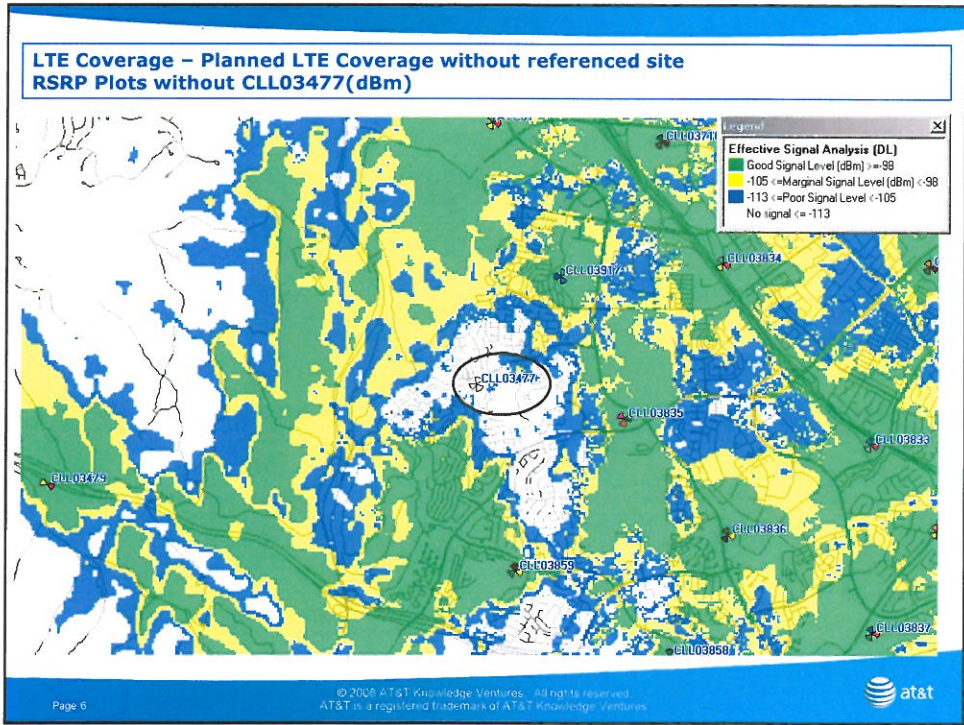 LTE Coverage – Planned LTE Coverage without referenced site
RSRP Plots without CLL03477(dBm)
Legend
Effective Signal Analysis (DL)
Good Signal Level (dBm) >=-98
-105 <=Marginal Signal Level (dBm) <-98
-113 <=Poor Signal Level <-105
No signal <= -113
CLL03917
CLL03834
CLL03477
CLL03835
CLL03833
CLL03479
CLL03836
CLL03859
CLL03837
CLL03858
Page 6
© 2008 AT&T Knowledge Ventures. All rights reserved.
AT&T is a registered trademark of AT&T Knowledge Ventures
at&t